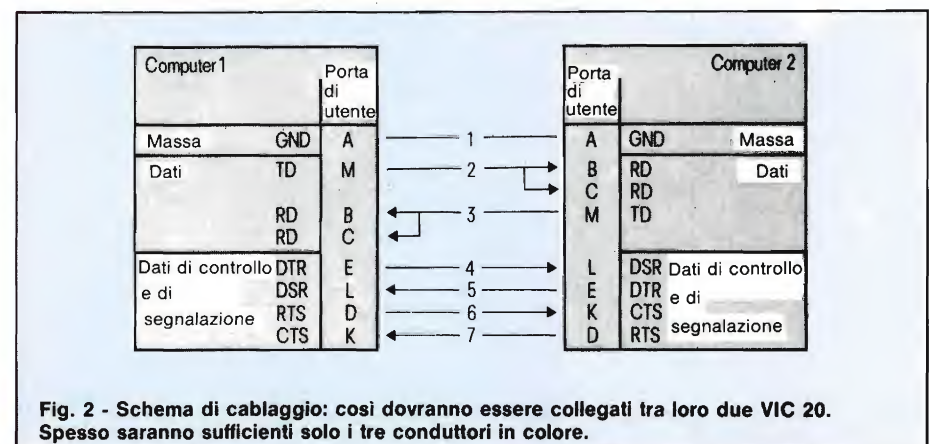 Computer 1
Porta
di
utente
Massa GND A
Dati TD M
RD B
RD C
Dati di controllo DTR E
e di DSR L
segnalazione RTS D
CTS K
1
2
3
4
5
6
7
Computer 2
Porta
di
utente
A GND Massa
B RD Dati
C RD
M TD
L DSR Dati di controllo
E DTR e di
K CTS segnalazione
D RTS
Fig. 2 - Schema di cablaggio: così dovranno essere collegati tra loro due VIC 20.
Spesso saranno sufficienti solo i tre conduttori in colore.